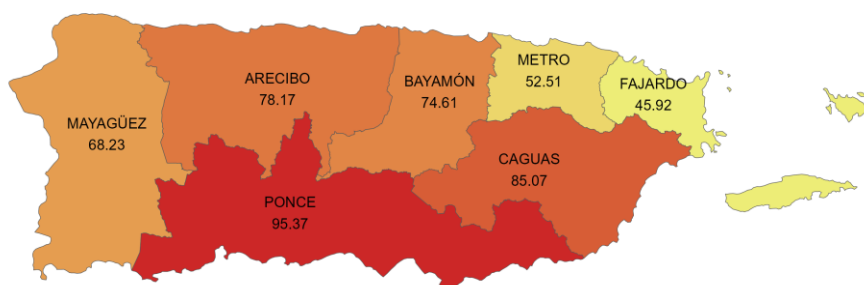 METRO
52.51
ARECIBO
78.17
BAYAMÓN
74.61
FAJARDO
45.92
MAYAGÜEZ
68.23
CAGUAS
85.07
PONCE
95.37